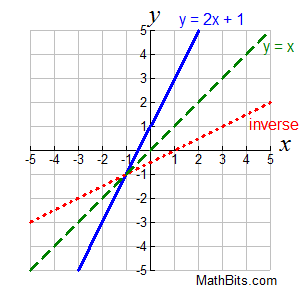 y
y = 2x + 1
y = x
5
4
3
2
1
inverse
x
-5 -4 -3 -2 -1 1 2 3 4 5
-1
-2
-3
-4
-5
MathBits.com